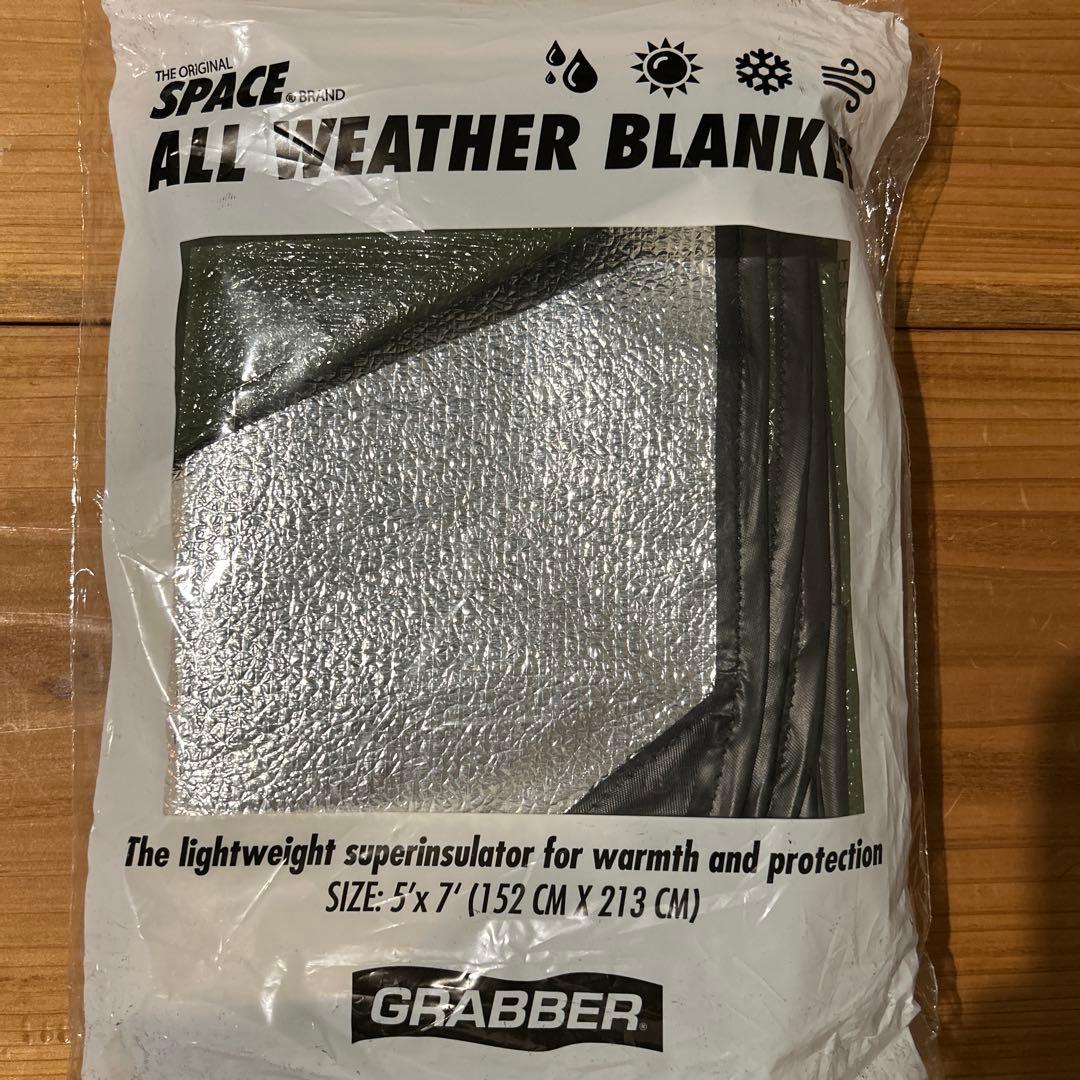 THE ORIGINAL
SPACE® BRAND
ALL WEATHER BLANKET
The lightweight superinsulator for warmth and protection
SIZE: 5'x 7' (152 CM X 213 CM)
GRABBER®